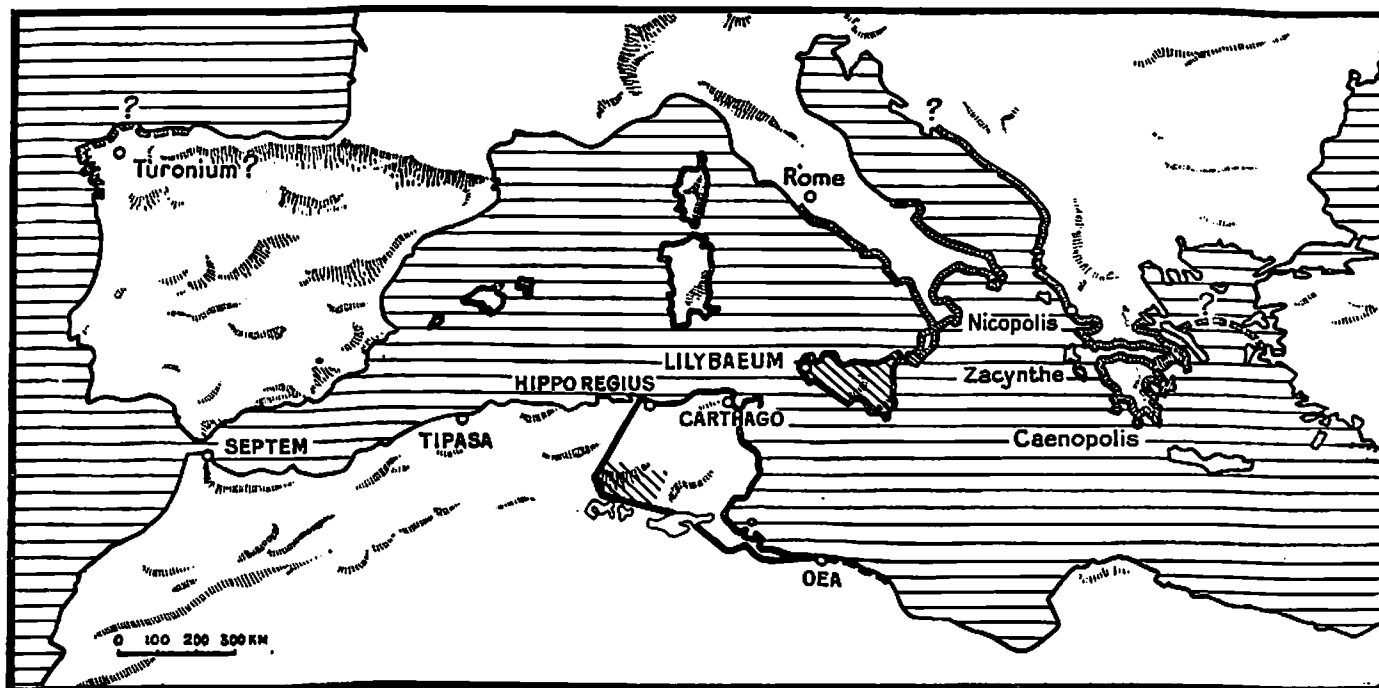 ?
?
Turonium?
Rome
?
Nicopolis
LILYBAEUM
Zacynthe
HIPPO REGIUS
CARTHAGO
SEPTEM
TIPASA
Caenopolis
OEA
0 100 200 300 KM